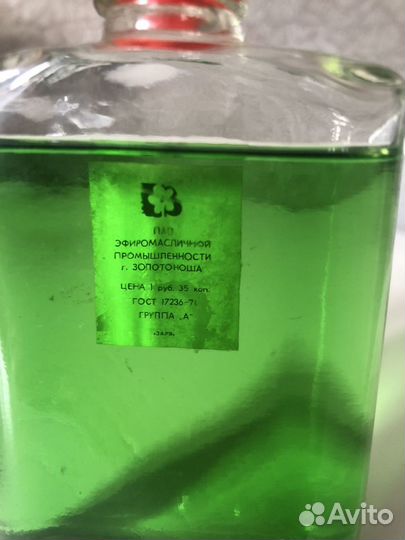 ПАО
ЭФИРОМАСЛИЧНОЙ
ПРОМЫШЛЕННОСТИ
г. ЗОЛОТОНОША
ЦЕНА 1 руб. 35 коп.
ГОСТ 17236-71
ГРУППА „А"
Avito